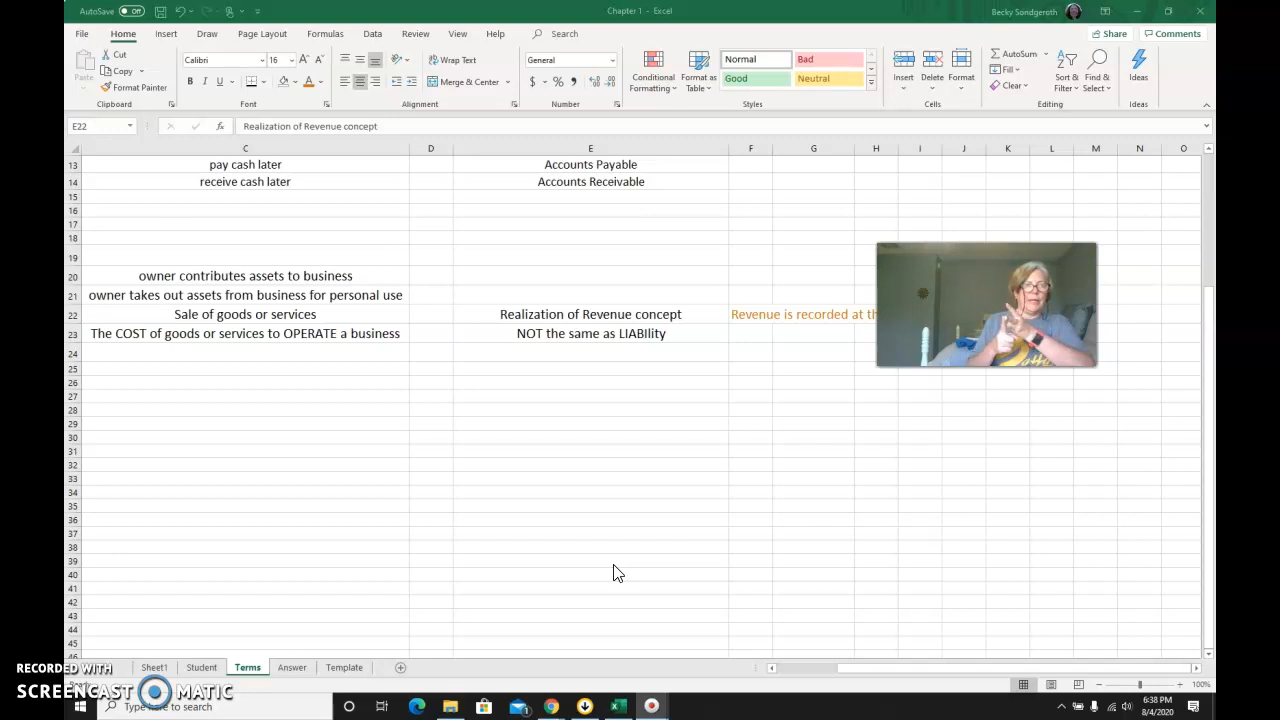 AutoSave Off
Chapter 1 - Excel
Becky Sondgeroth
File Home Insert Draw Page Layout Formulas Data Review View Help Search
Share Comments
Paste
Cut
Copy
Format Painter
Clipboard
Calibri 16
B I U
Font
Wrap Text
Merge & Center
Alignment
General
$ % 9
Number
Conditional Formatting
Format as Table
Normal Bad
Good Neutral
Styles
Insert Delete Format
Cells
AutoSum
Fill
Clear
Sort & Filter
Find & Select
Editing
Ideas
Ideas
E22 fx Realization of Revenue concept
C D E F G H I J K L M N O
13 pay cash later Accounts Payable
14 receive cash later Accounts Receivable
15
16
17
18
19
20 owner contributes assets to business
21 owner takes out assets from business for personal use
22 Sale of goods or services Realization of Revenue concept Revenue is recorded at th
23 The COST of goods or services to OPERATE a business NOT the same as LIABIlity
24
25
26
27
28
29
30
31
32
33
34
35
36
37
38
39
40
41
42
43
44
45
Sheet1 Student Terms Answer Template
100%
RECORDED WITH
SCREENCAST MATIC
Type here to search
6:38 PM
8/4/2020